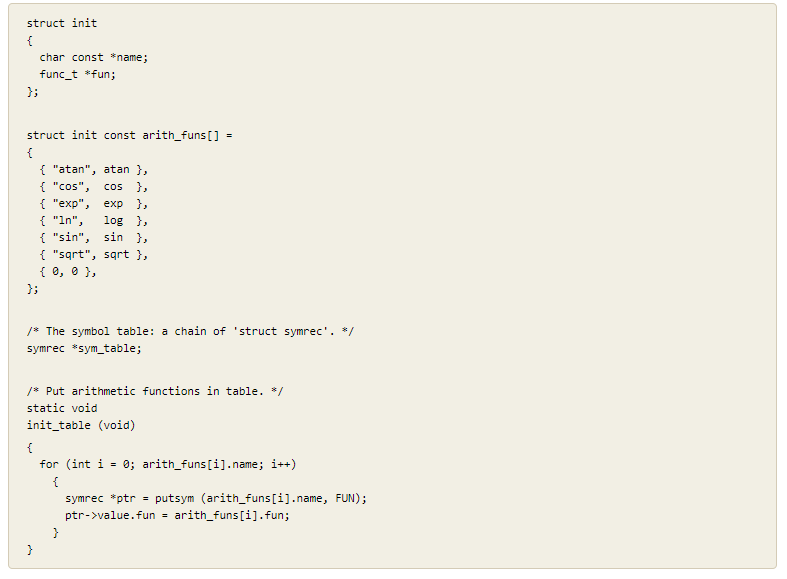 struct init
{
  char const *name;
  func_t *fun;
};

struct init const arith_funs[] =
{
  { "atan", atan },
  { "cos",  cos  },
  { "exp",  exp  },
  { "ln",   log  },
  { "sin",  sin  },
  { "sqrt", sqrt },
  { 0, 0 },
};

/* The symbol table: a chain of 'struct symrec'. */
symrec *sym_table;

/* Put arithmetic functions in table. */
static void
init_table (void)
{
  for (int i = 0; arith_funs[i].name; i++)
    {
      symrec *ptr = putsym (arith_funs[i].name, FUN);
      ptr->value.fun = arith_funs[i].fun;
    }
}